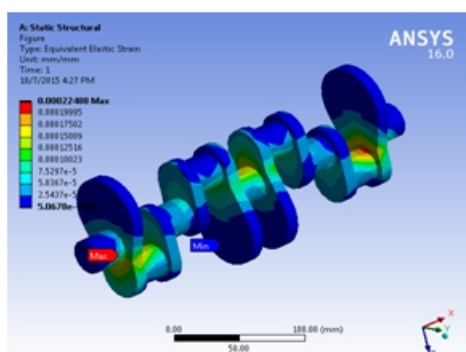 A: Static Structural
Figure
Type: Equivalent Elastic Strain
Unit: mm/mm
Time: 1
10/7/2015 4:27 PM
0.00022488 Max
0.00019995
0.00017502
0.00015009
0.00012516
0.00010023
7.5297e-5
5.0367e-5
2.5437e-5
ANSYS
16.0
Max
Min
0.00
100.00 (mm)
50.00
X
Y